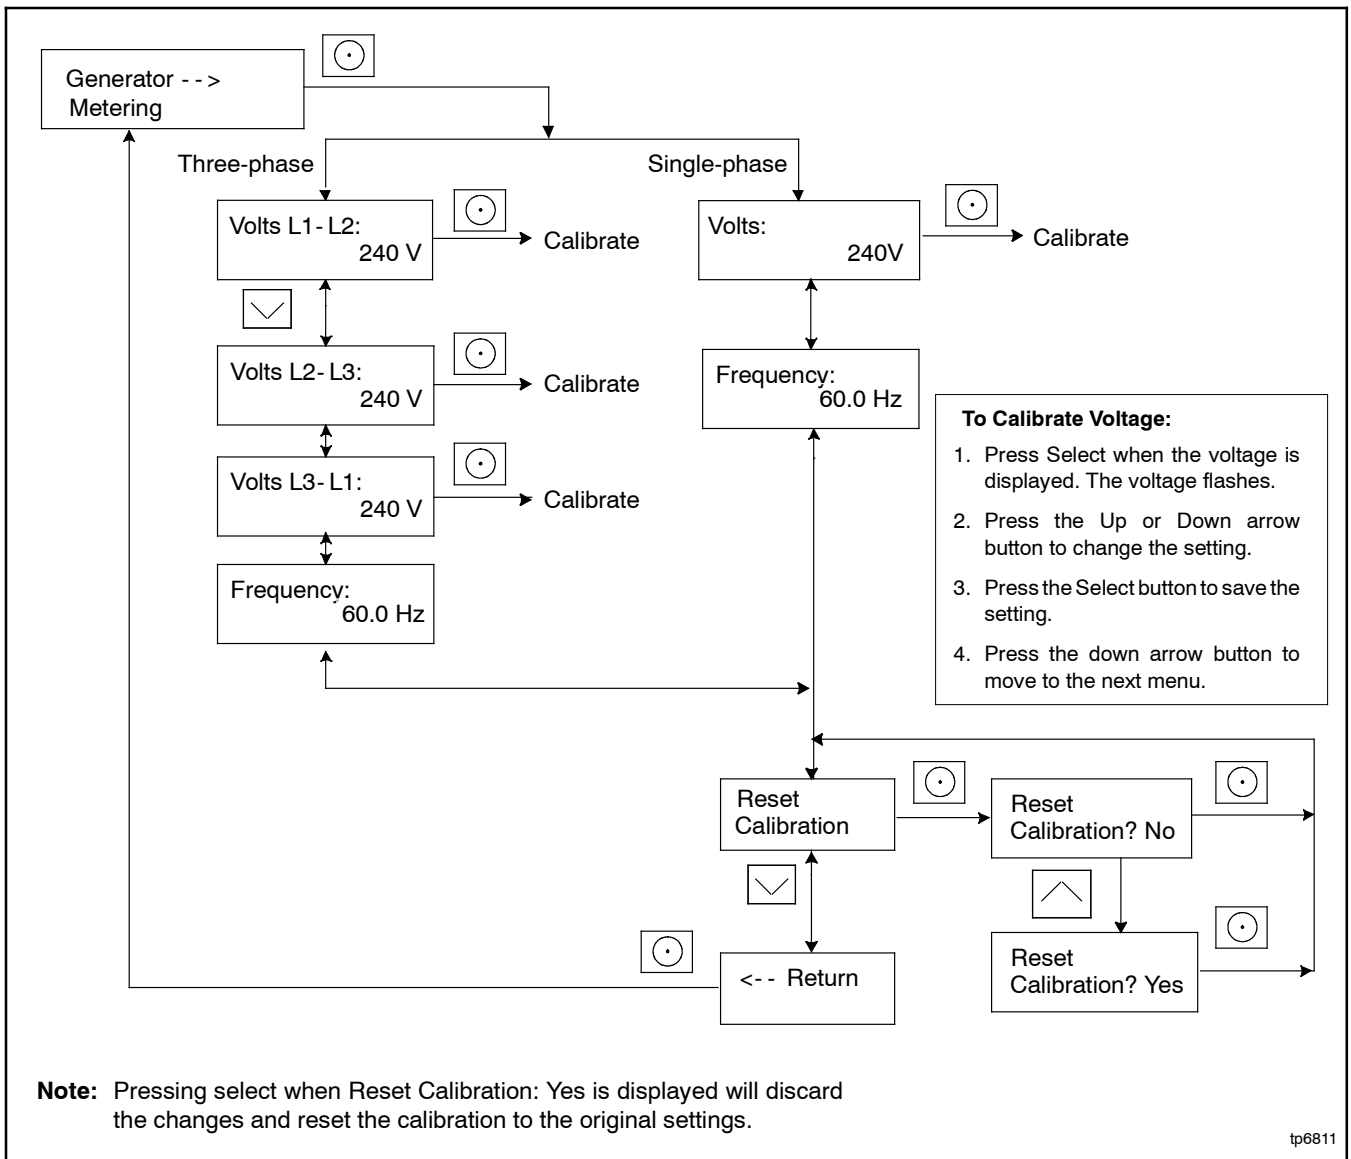 Generator - - >
Metering
Three-phase
Single-phase
Volts L1- L2:
240 V
Calibrate
Volts:
240V
Calibrate
Volts L2- L3:
240 V
Calibrate
Frequency:
60.0 Hz
Volts L3- L1:
240 V
Calibrate
Frequency:
60.0 Hz
To Calibrate Voltage:
1. Press Select when the voltage is
displayed. The voltage flashes.
2. Press the Up or Down arrow
button to change the setting.
3. Press the Select button to save the
setting.
4. Press the down arrow button to
move to the next menu.
Reset
Calibration
Reset
Calibration? No
Reset
Calibration? Yes
<- - Return
Note: Pressing select when Reset Calibration: Yes is displayed will discard
the changes and reset the calibration to the original settings.
tp6811